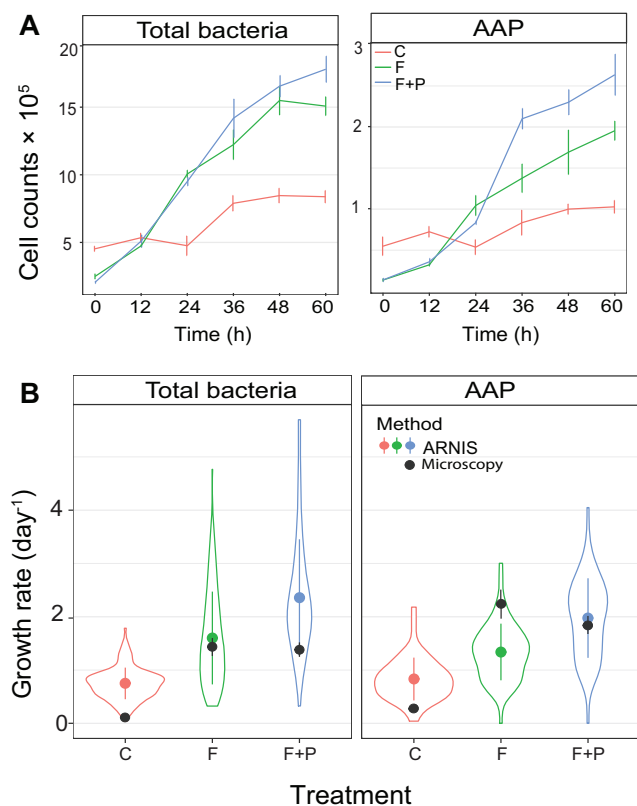 A
Total bacteria
AAP
Cell counts × 10⁵
20
15
10
5
3
2
1
C
F
F+P
0 12 24 36 48 60
0 12 24 36 48 60
Time (h)
Time (h)
B
Total bacteria
AAP
Growth rate (day⁻¹)
4
2
0
Method
ARNIS
Microscopy
C F F+P
C F F+P
Treatment